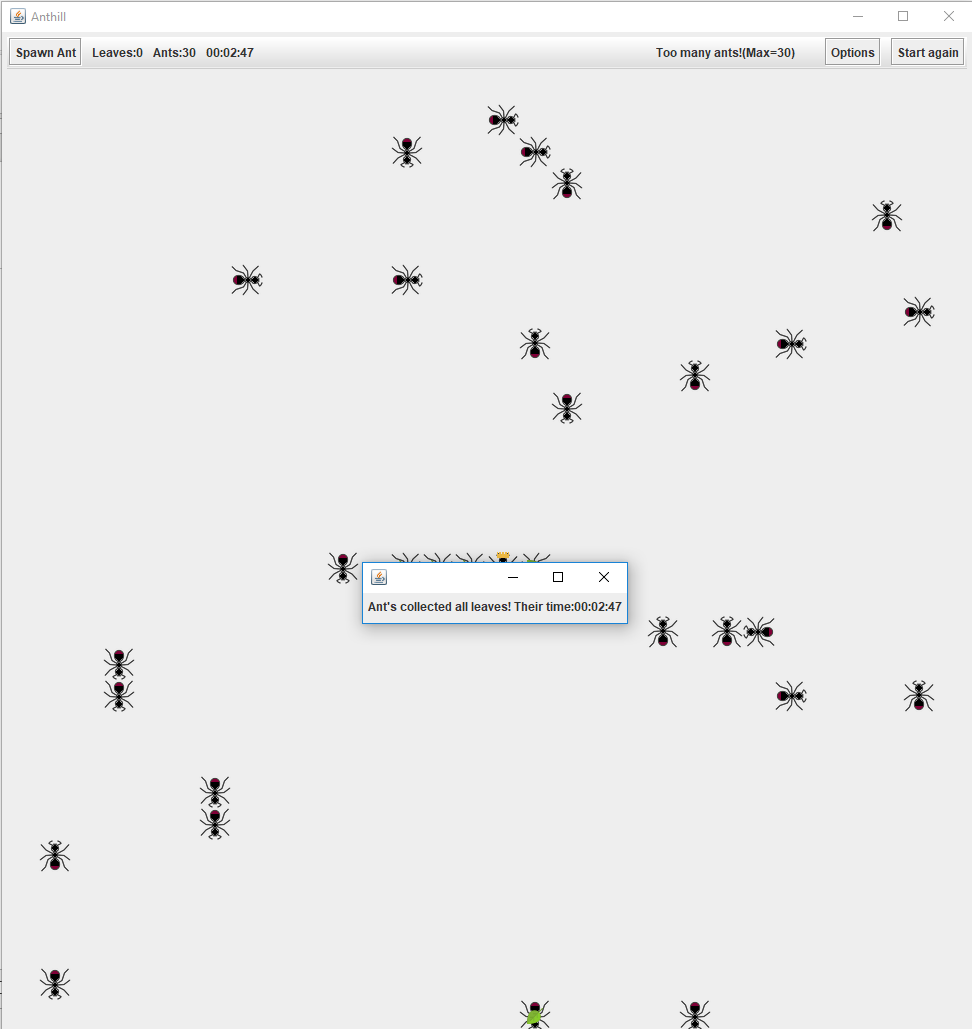 Anthill
Spawn Ant Leaves:0 Ants:30 00:02:47 Too many ants!(Max=30) Options Start again
Ant's collected all leaves! Their time:00:02:47